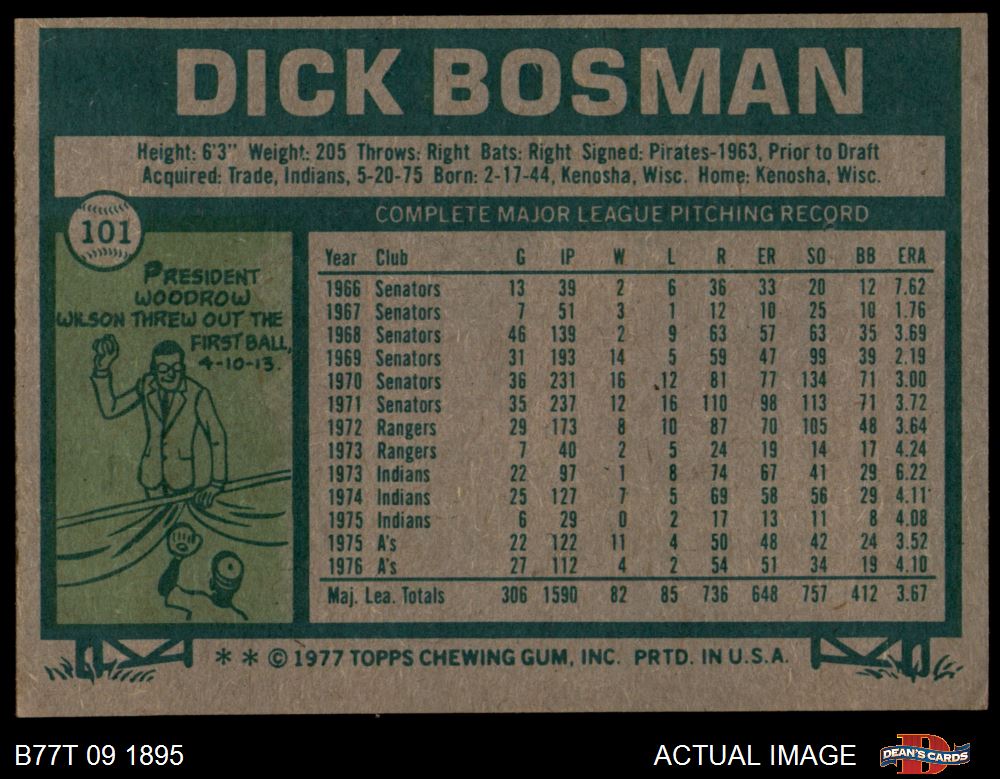 DICK BOSMAN
Height: 6'3" Weight: 205 Throws: Right Bats: Right Signed: Pirates-1963, Prior to Draft
Acquired: Trade, Indians, 5-20-75 Born: 2-17-44, Kenosha, Wisc. Home: Kenosha, Wisc.
101
PRESIDENT
WOODROW
WILSON THREW OUT THE
FIRST BALL,
4-10-13.
COMPLETE MAJOR LEAGUE PITCHING RECORD
Year Club G IP W L R ER SO BB ERA
1966 Senators 13 39 2 6 36 33 20 12 7.62
1967 Senators 7 51 3 1 12 10 25 10 1.76
1968 Senators 46 139 2 9 63 57 63 35 3.69
1969 Senators 31 193 14 5 59 47 99 39 2.19
1970 Senators 36 231 16 12 81 77 134 71 3.00
1971 Senators 35 237 12 16 110 98 113 71 3.72
1972 Rangers 29 173 8 10 87 70 105 48 3.64
1973 Rangers 7 40 2 5 24 19 14 17 4.24
1973 Indians 22 97 1 8 74 67 41 29 6.22
1974 Indians 25 127 7 5 69 58 56 29 4.11
1975 Indians 6 29 0 2 17 13 11 8 4.08
1975 A's 22 122 11 4 50 48 42 24 3.52
1976 A's 27 112 4 2 54 51 34 19 4.10
Maj. Lea. Totals 306 1590 82 85 736 648 757 412 3.67
* * © 1977 TOPPS CHEWING GUM, INC. PRTD. IN U.S.A.
B77T 09 1895
ACTUAL IMAGE
DEAN'S CARDS